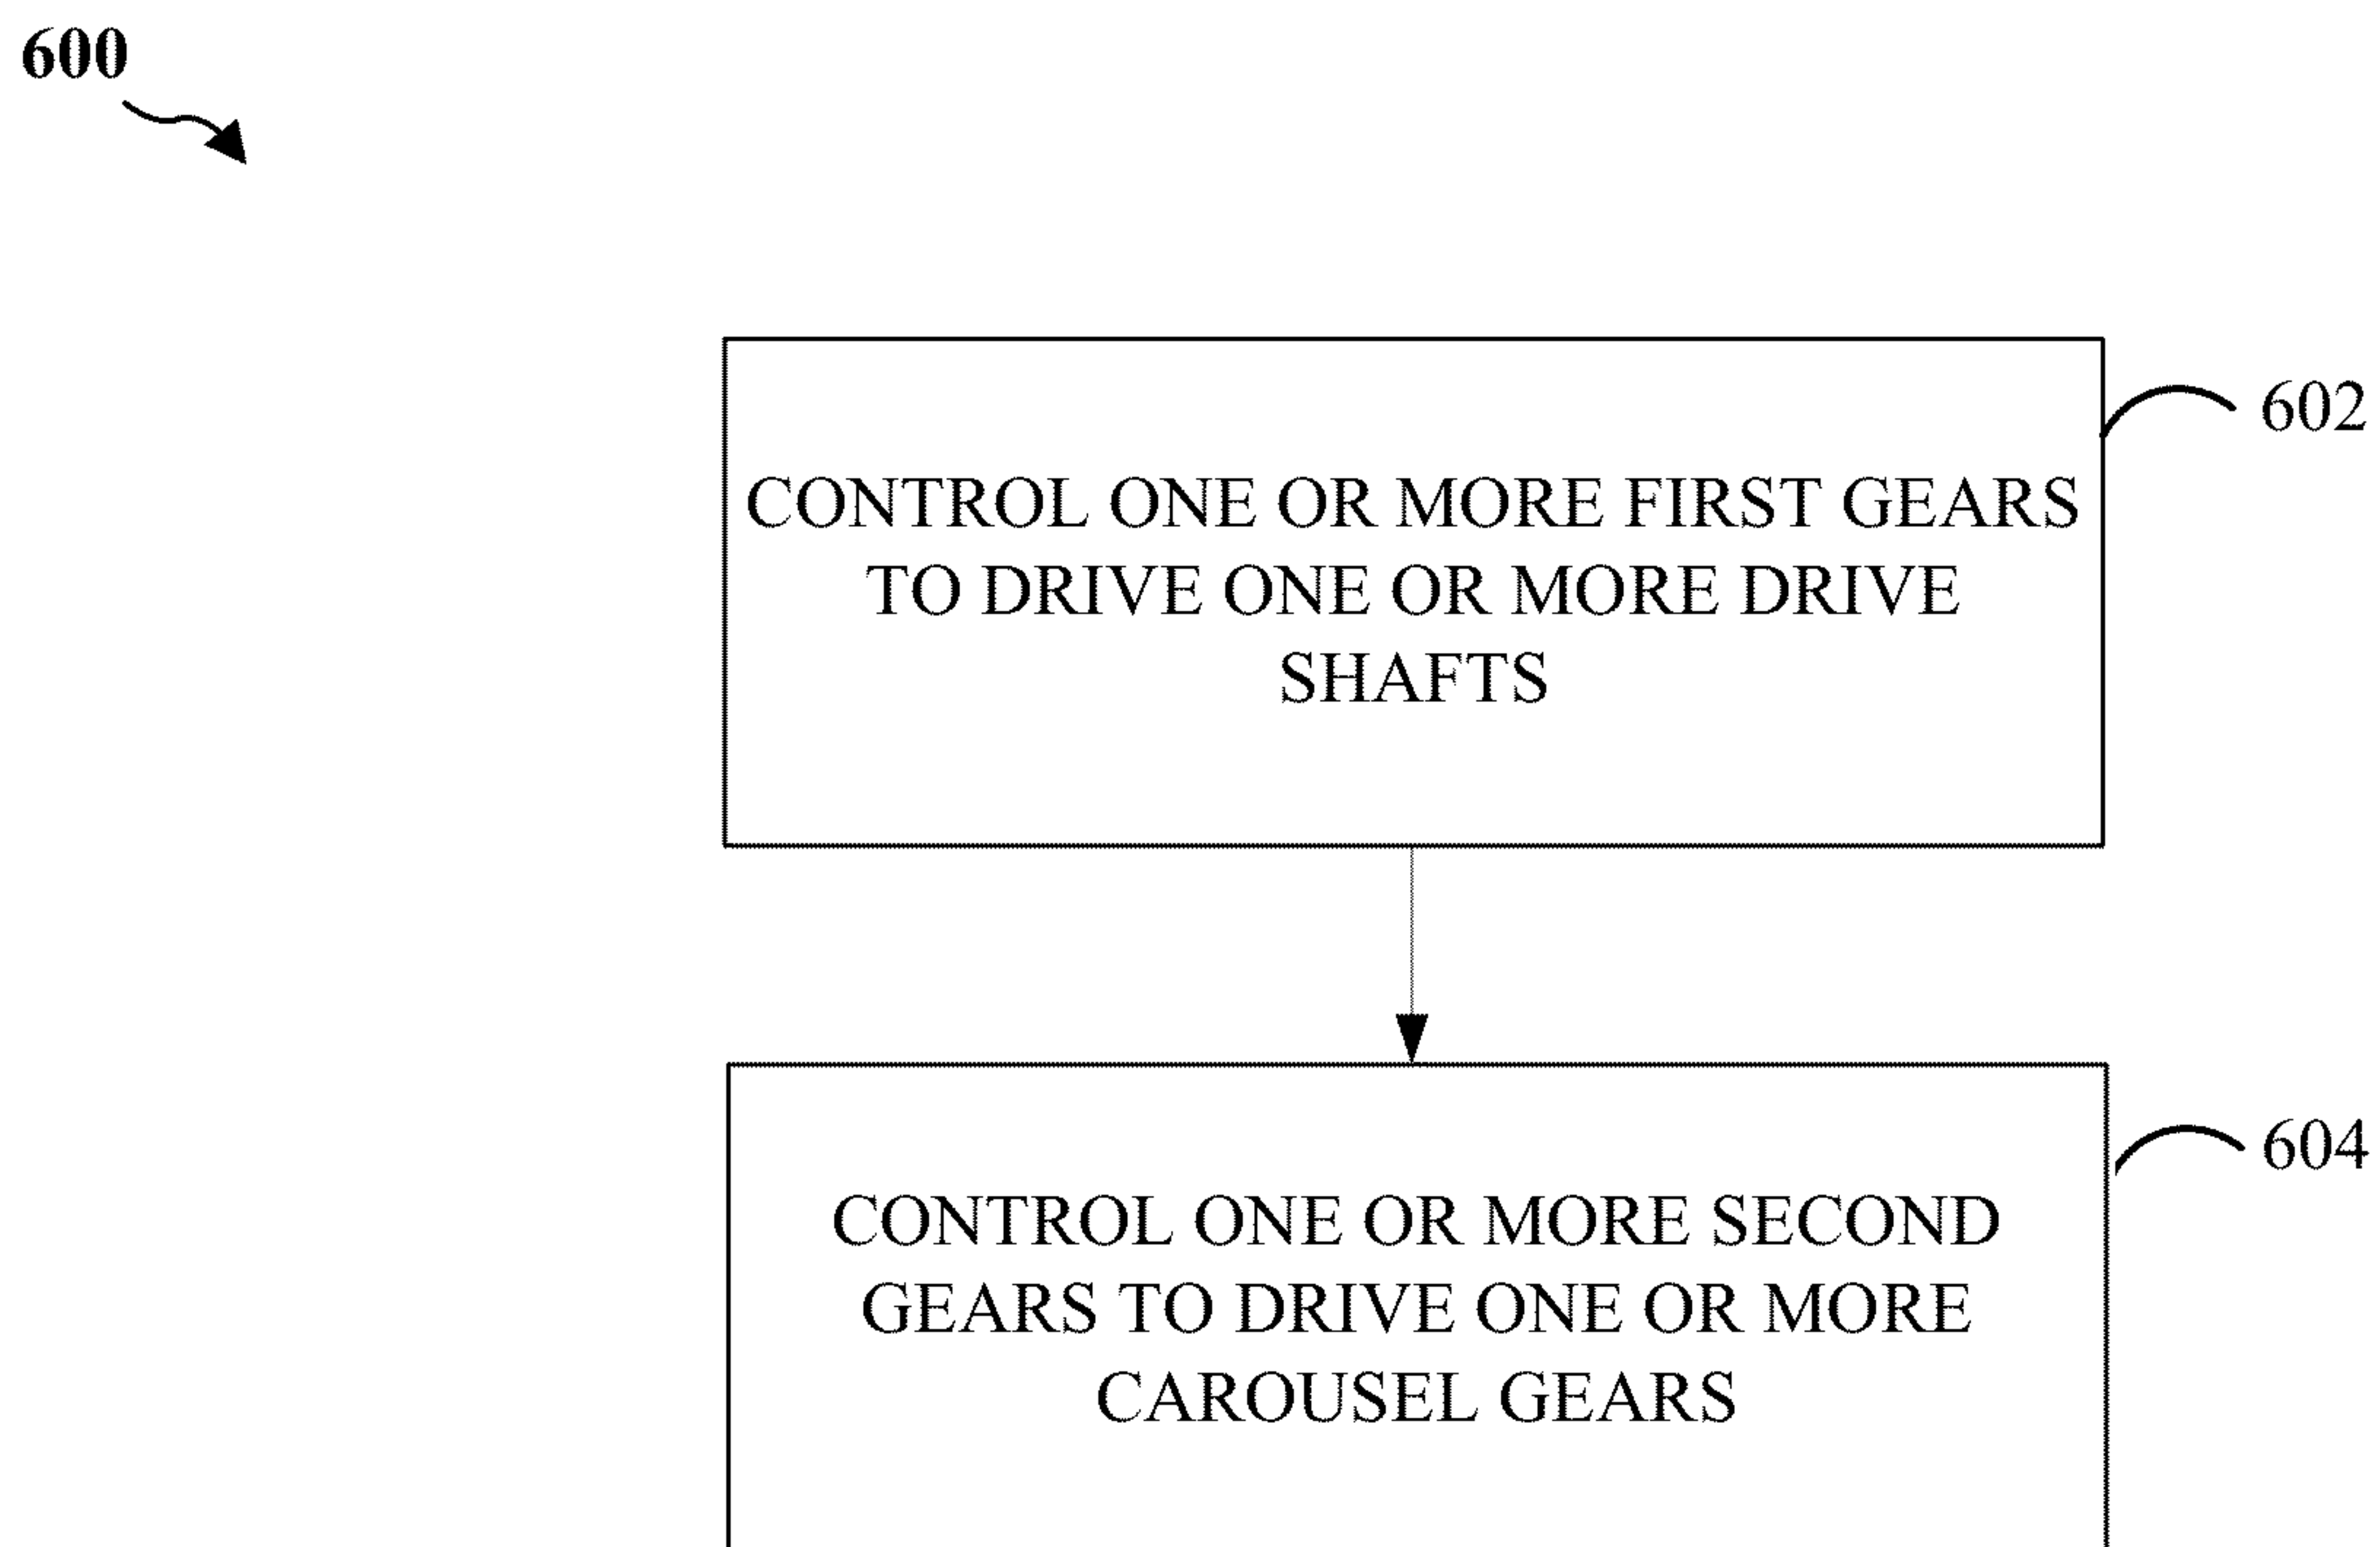 600
602
CONTROL ONE OR MORE FIRST GEARS
TO DRIVE ONE OR MORE DRIVE
SHAFTS
604
CONTROL ONE OR MORE SECOND
GEARS TO DRIVE ONE OR MORE
CAROUSEL GEARS